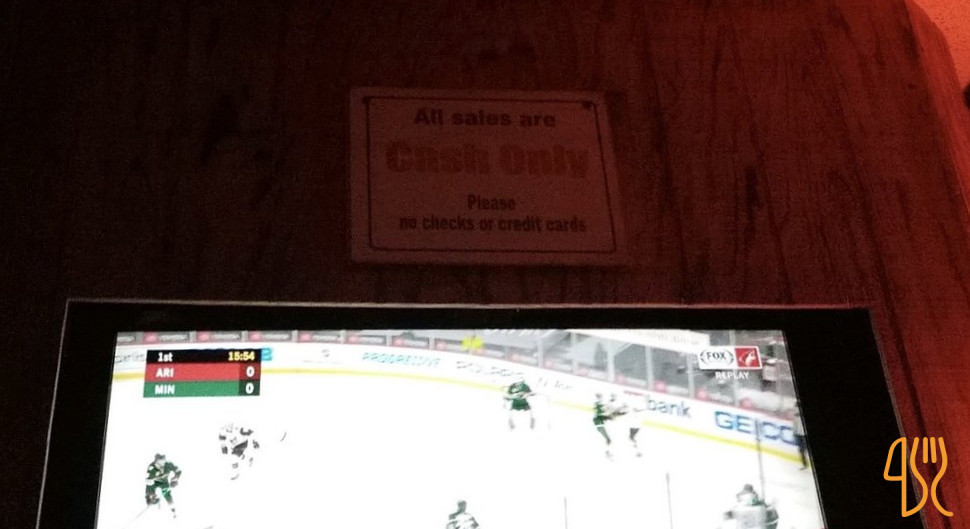 All sales are
Cash Only
Please
no checks or credit cards
1st 15:54
ARI 0
MIN 0
PROGRESSIVE
FOX
REPLAY
bank
GEICO